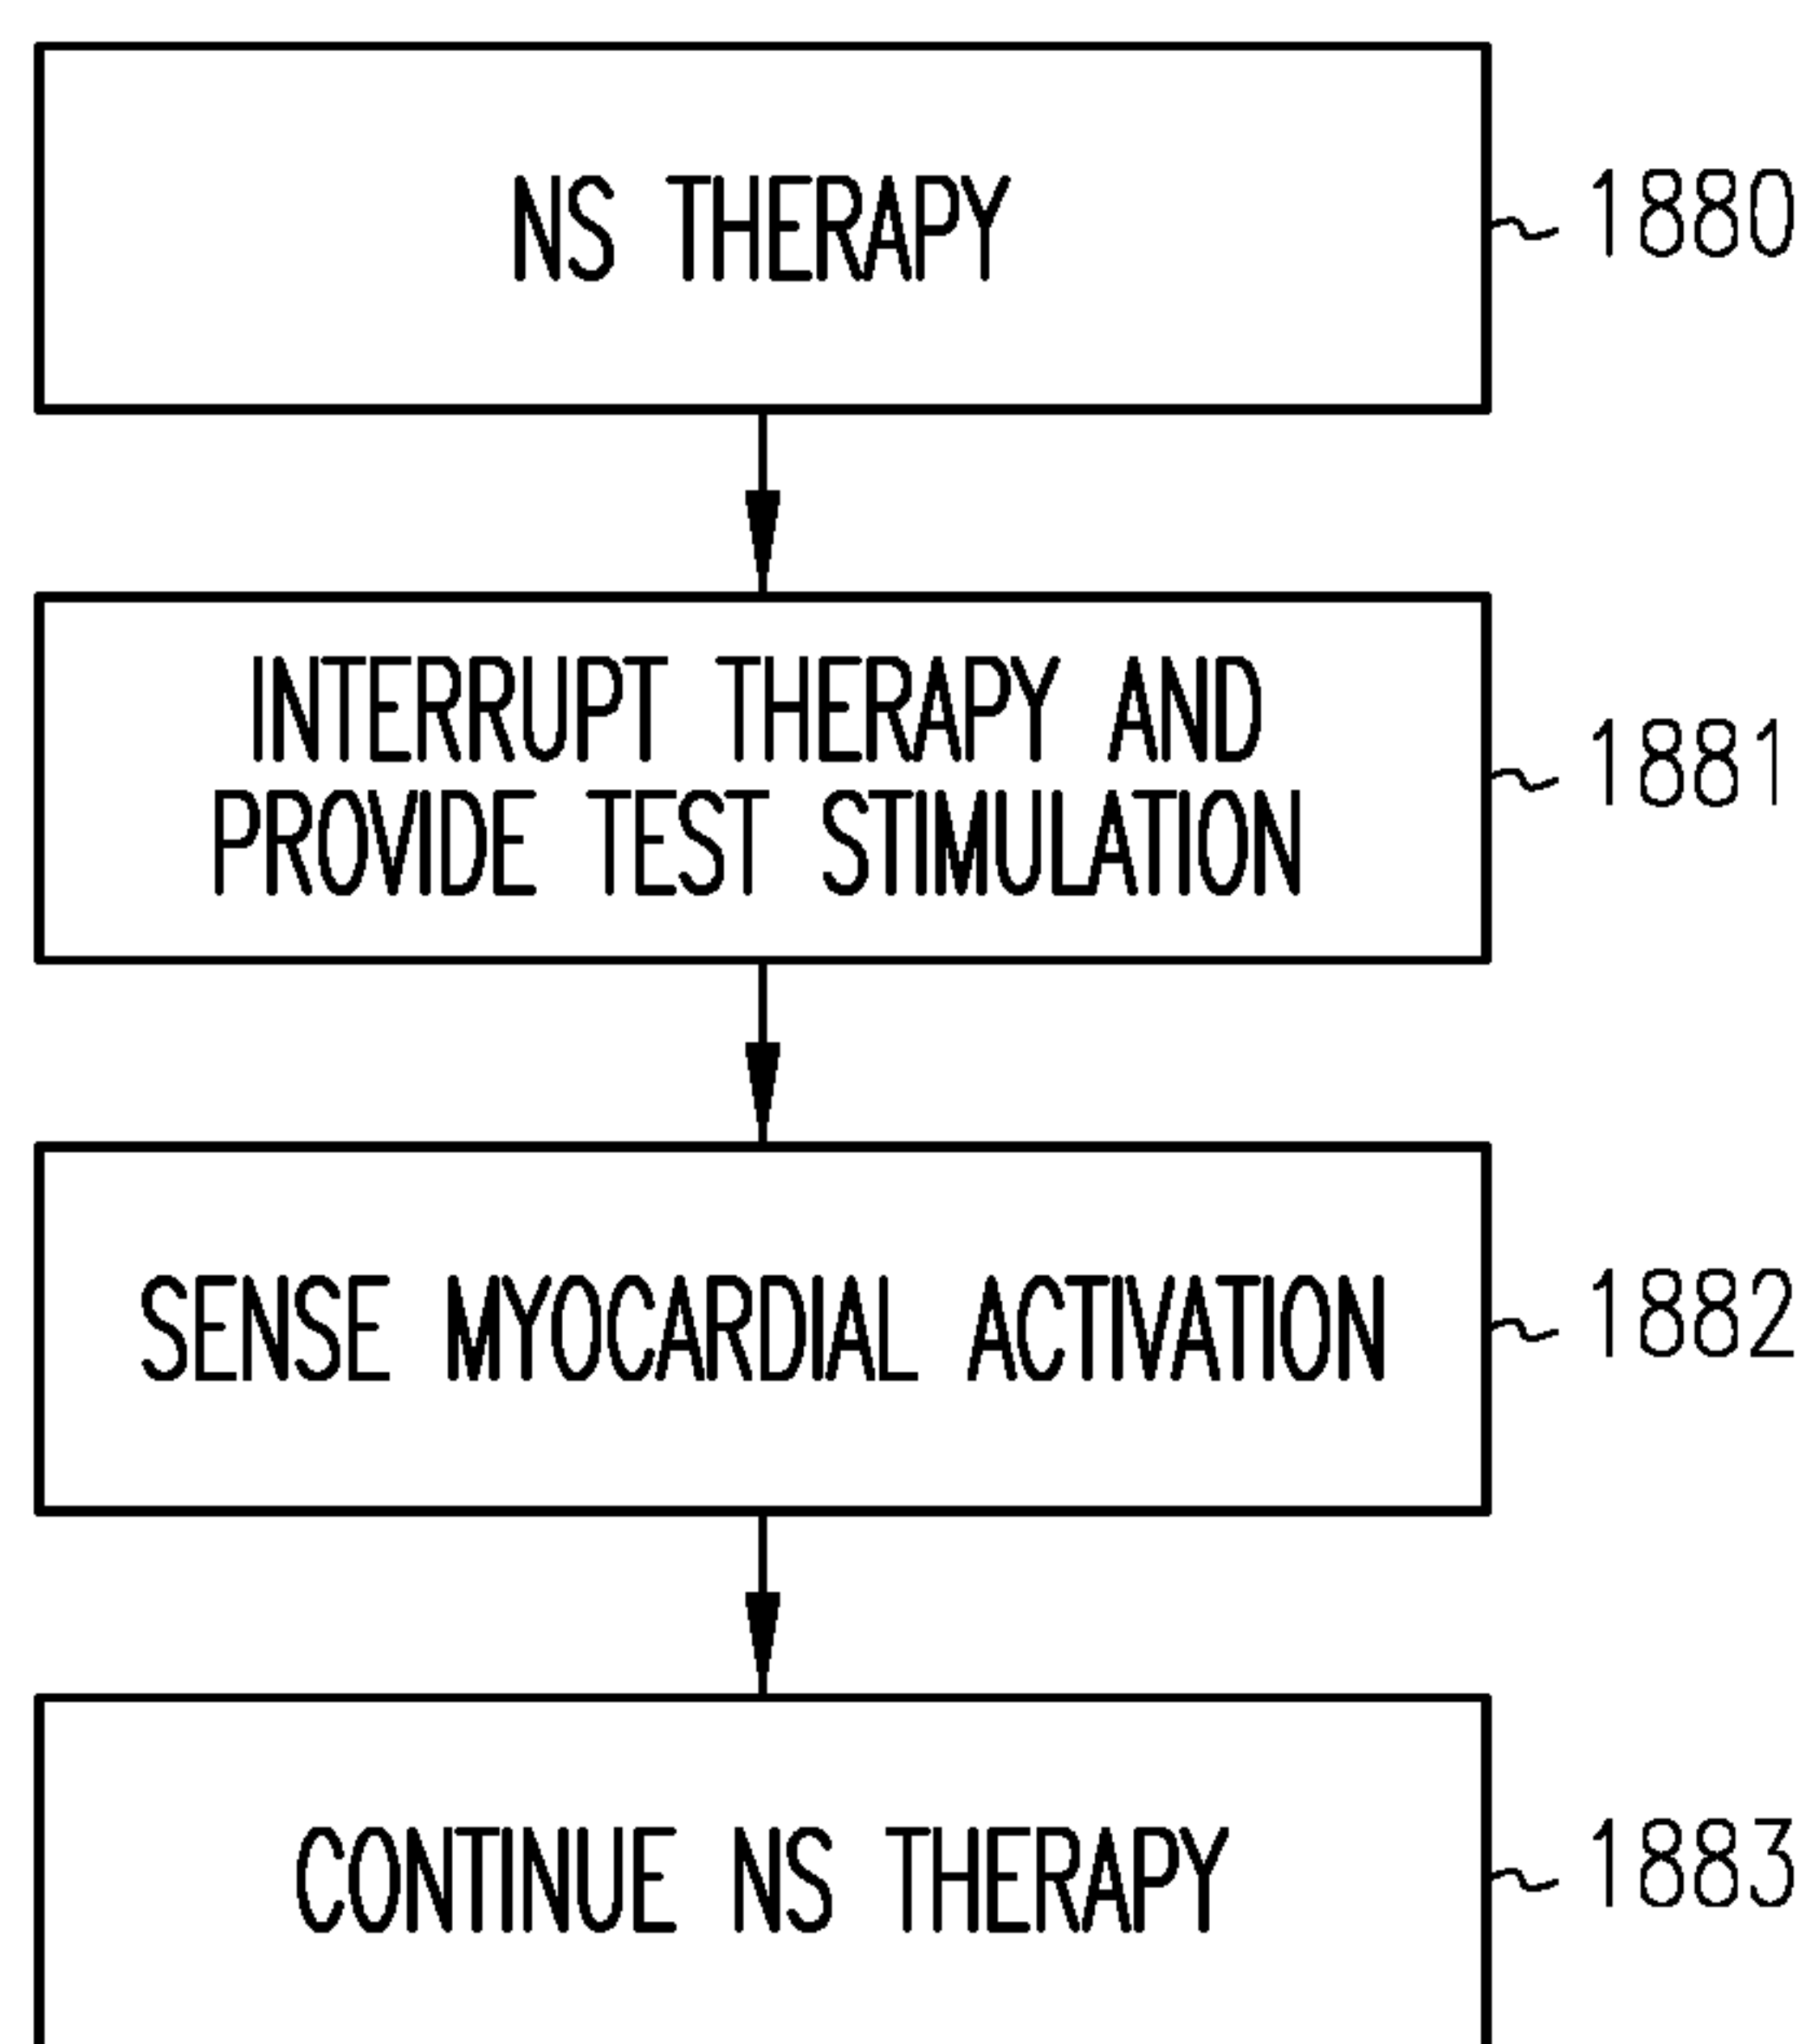 NS THERAPY
1880
INTERRUPT THERAPY AND
PROVIDE TEST STIMULATION
1881
SENSE MYOCARDIAL ACTIVATION
1882
CONTINUE NS THERAPY
1883